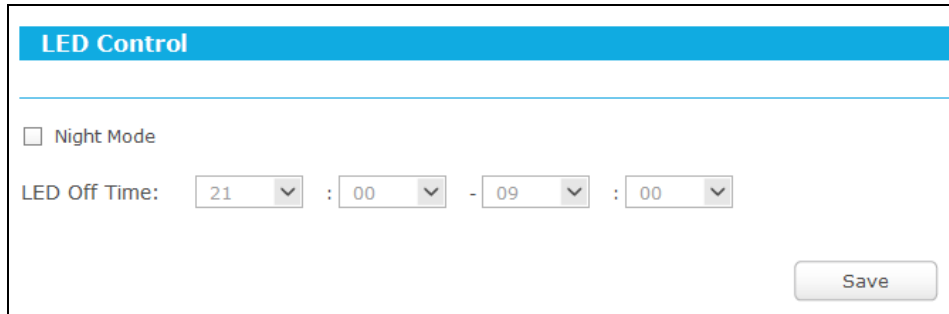 LED Control
Night Mode
LED Off Time: 21 : 00 - 09 : 00
Save